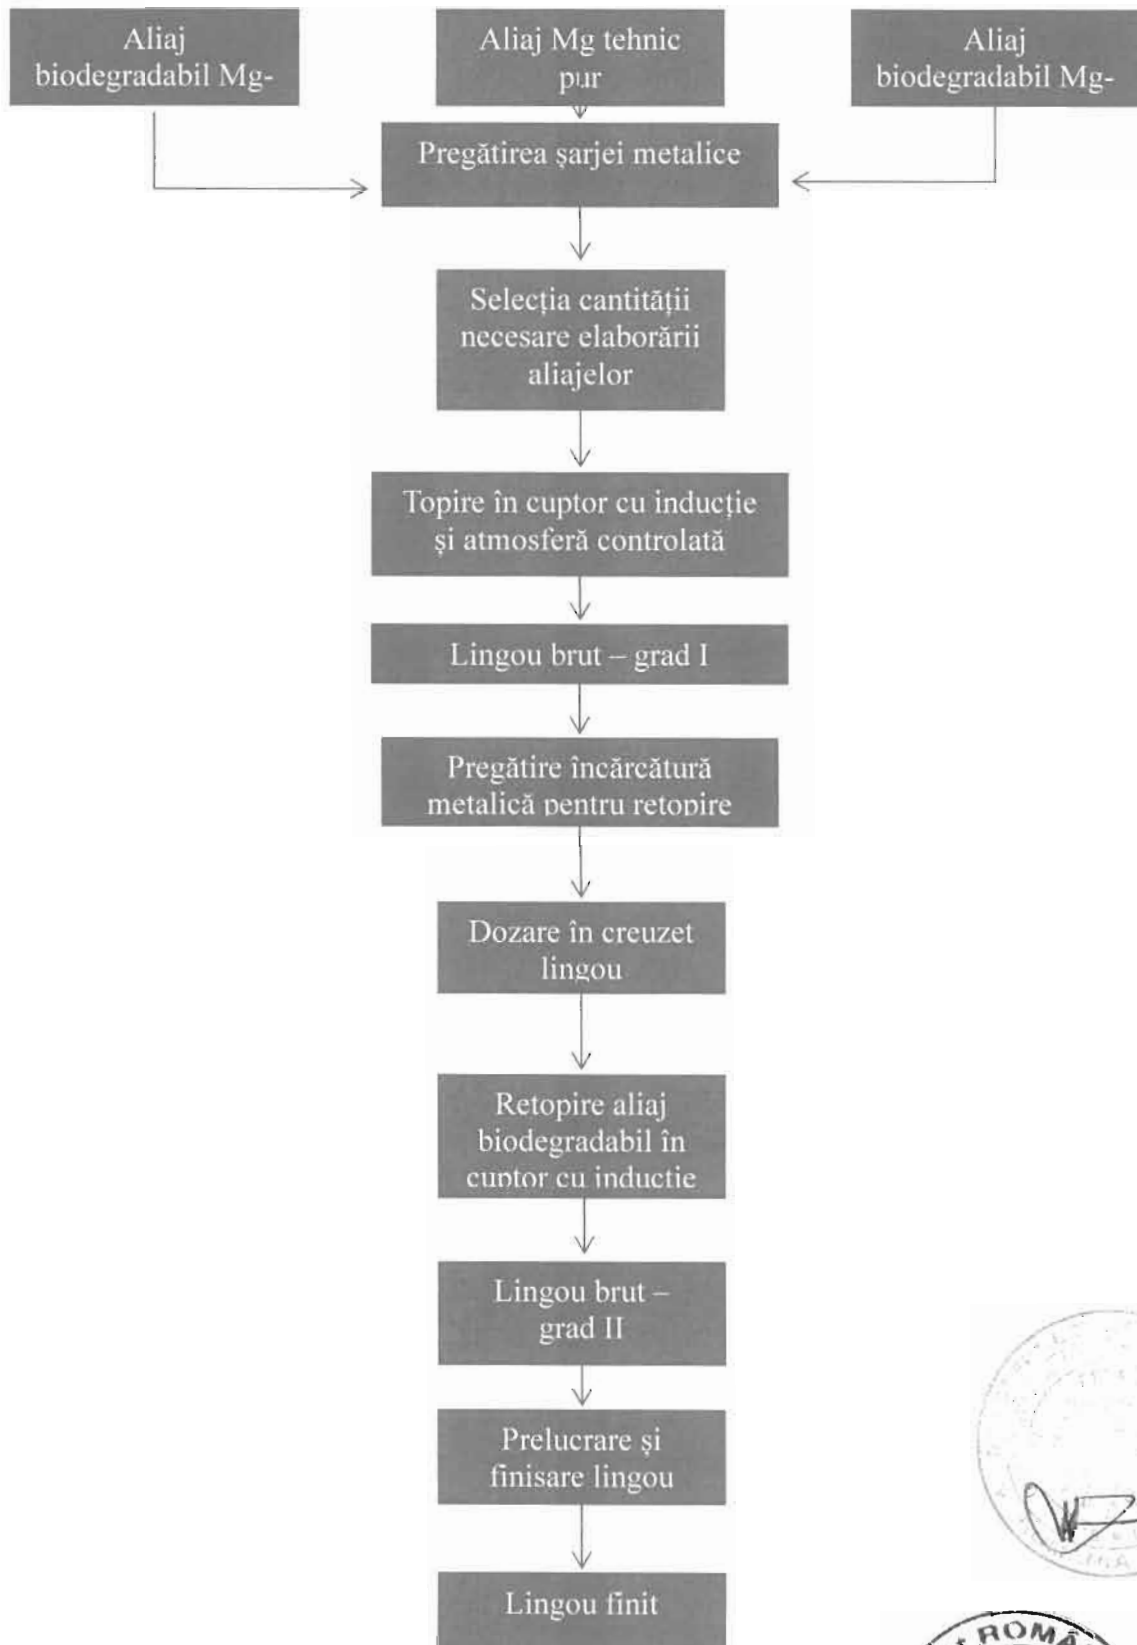 Aliaj
biodegradabil Mg-
Aliaj Mg tehnic
pur
Aliaj
biodegradabil Mg-
Pregătirea șarjei metalice
Selecția cantității
necesare elaborării
aliajelor
Topire în cuptor cu inducție
și atmosferă controlată
Lingou brut – grad I
Pregătire încărcătură
metalică pentru retopire
Dozare în creuzet
lingou
Retopire aliaj
biodegradabil în
cuptor cu inducție
Lingou brut –
grad II
Prelucrare și
finisare lingou
Lingou finit
ROMÂ